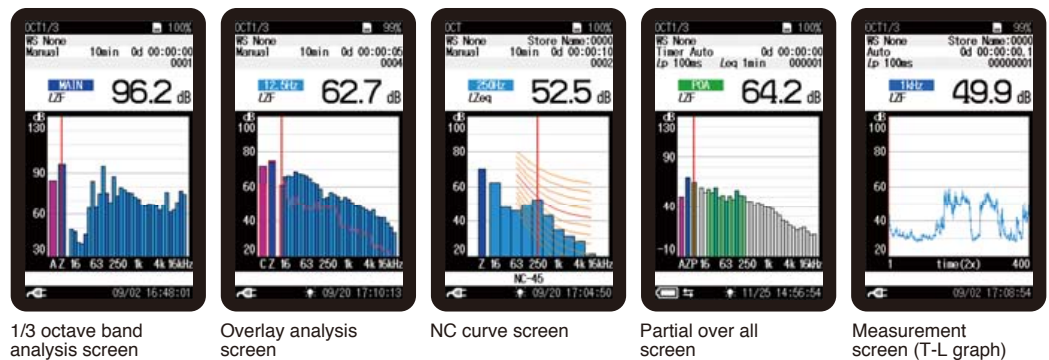 OCT1/3 100%
WS None
Manual 10min 0d 00:00:00
0001
MAIN
LZF 96.2 dB
dB
130
90
60
30
A Z 16 63 250 1k 4k 16kHz
09/02 16:48:01
1/3 octave band
analysis screen
OCT1/3 99%
WS None
Manual 10min 0d 00:00:05
0004
12.5Hz
LZF 62.7 dB
dB
100
80
60
40
20
C Z 16 63 250 1k 4k 16kHz
09/20 17:10:13
Overlay analysis
screen
OCT 100%
WS None Store Name:0000
Manual 10min 0d 00:00:10
0002
250Hz
LZeq 52.5 dB
dB
100
80
60
40
20
Z 16 63 250 1k 4k 16kHz
NC-45
09/20 17:04:50
NC curve screen
OCT1/3 100%
WS None
Timer Auto 0d 00:00:00
Lp 100ms Leq 1min 000001
POA
LZF 64.2 dB
dB
130
90
40
-10
AZP 16 63 250 1k 4k 16kHz
11/25 14:56:54
Partial over all
screen
OCT1/3 99%
WS None Store Name:0000
Auto 0d 00:00:00.1
Lp 100ms 00000001
1kHz
LZF 49.9 dB
dB
100
80
60
40
20
1 time(2x) 400
09/02 17:08:54
Measurement
screen (T-L graph)